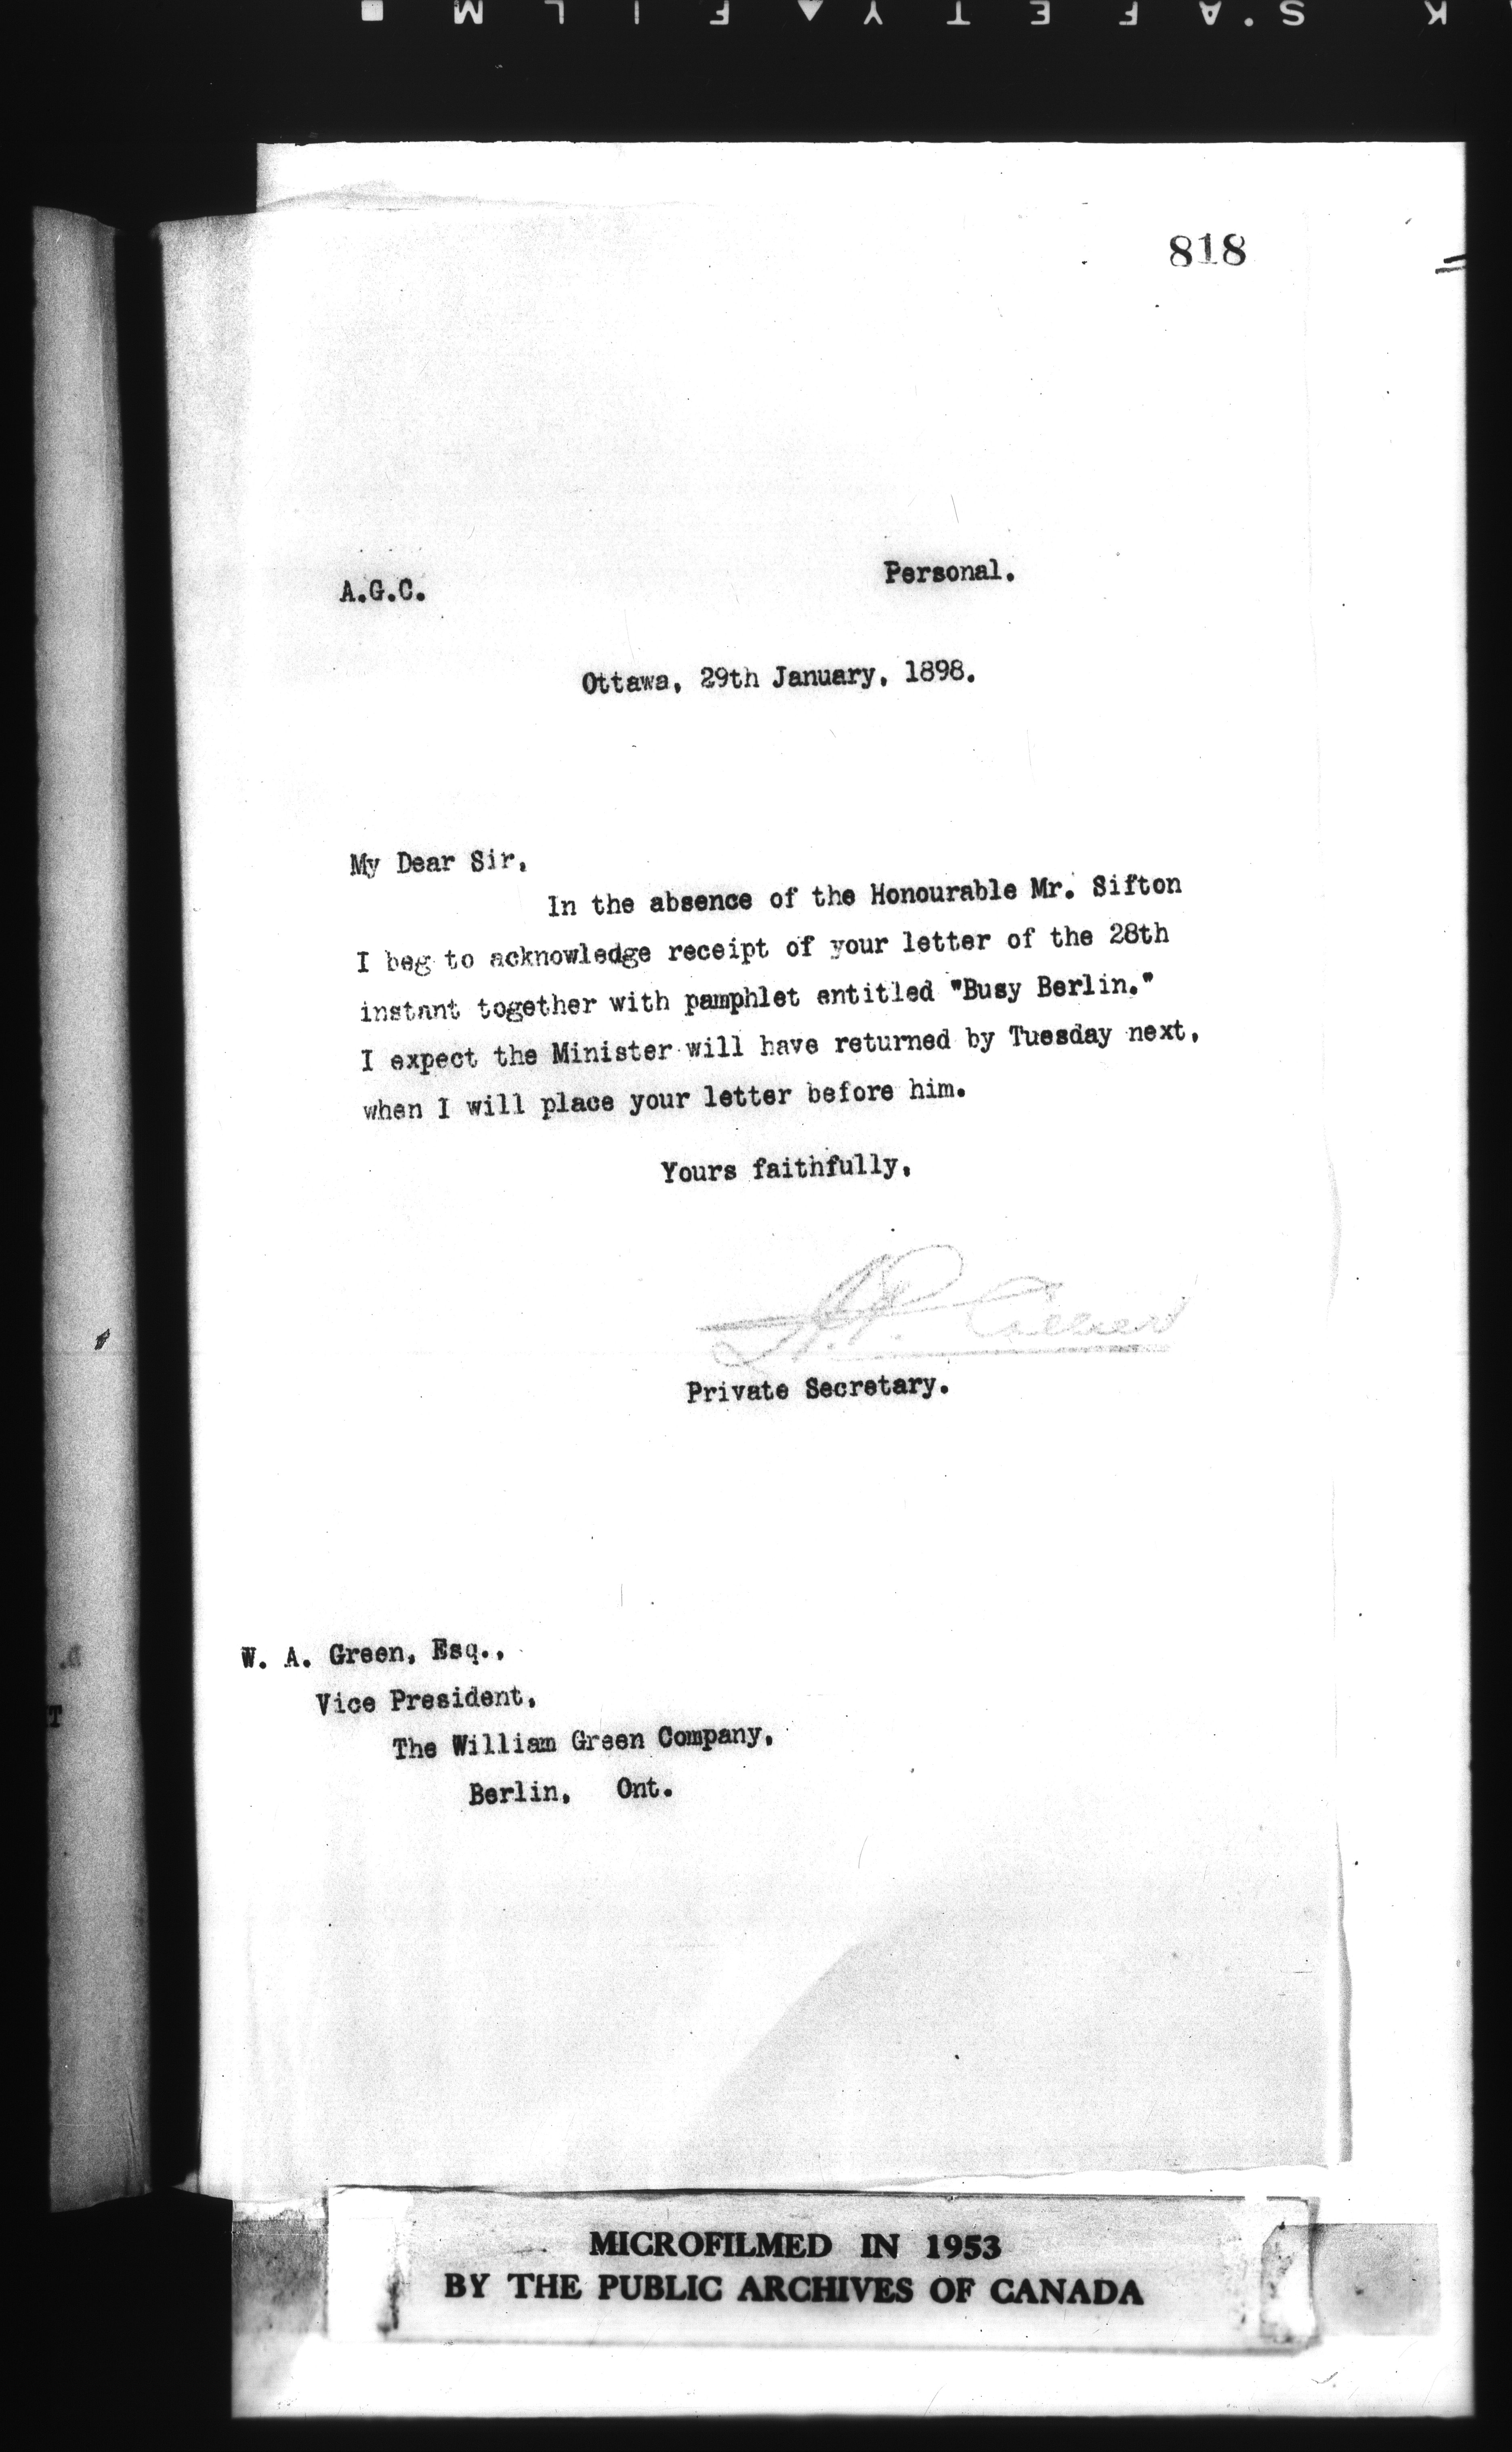 818
A.G.C.
Personal.
Ottawa, 29th January, 1898.
My Dear Sir,
In the absence of the Honourable Mr. Sifton
I beg to acknowledge receipt of your letter of the 28th
instant together with pamphlet entitled "Busy Berlin."
I expect the Minister will have returned by Tuesday next,
when I will place your letter before him.
Yours faithfully,
Private Secretary.
W. A. Green, Esq.,
Vice President,
The William Green Company,
Berlin, Ont.
MICROFILMED IN 1953
BY THE PUBLIC ARCHIVES OF CANADA